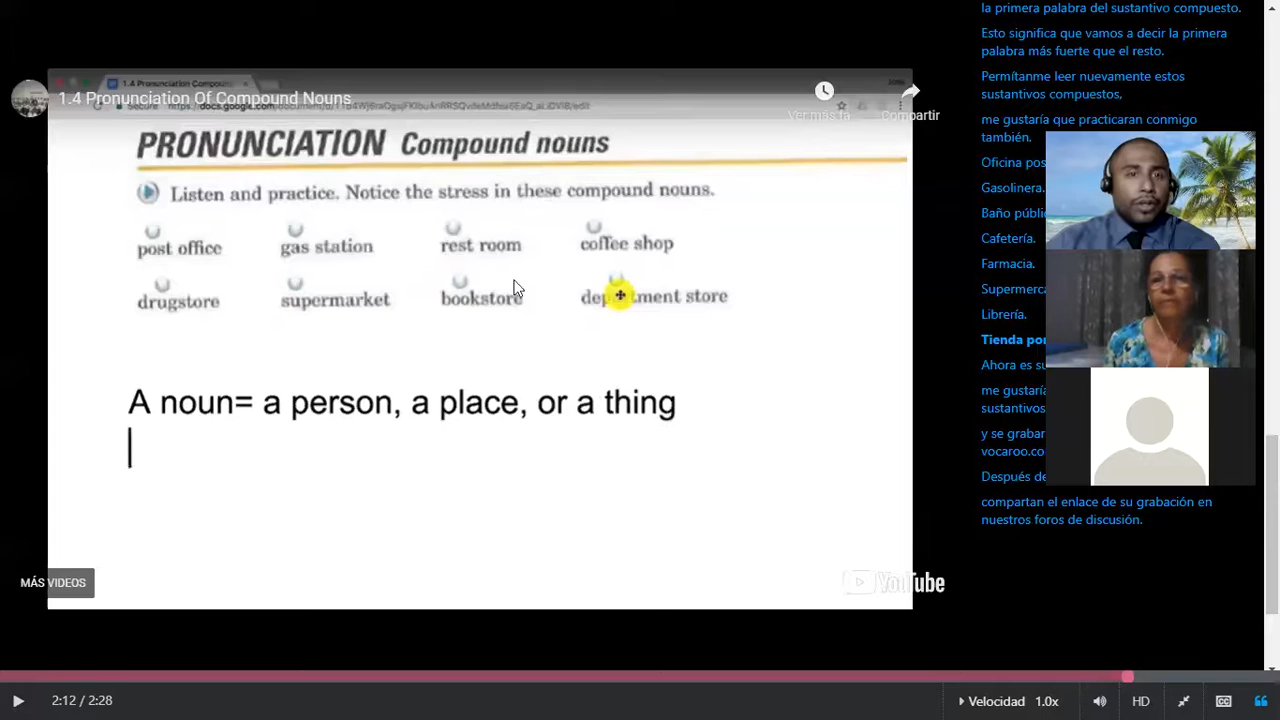 1.4 Pronunciation Of Compound Nouns
Ver más ta
Compartir
PRONUNCIATION Compound nouns
Listen and practice. Notice the stress in these compound nouns.
post office gas station rest room coffee shop
drugstore supermarket bookstore department store
A noun= a person, a place, or a thing
MÁS VIDEOS
YouTube
la primera palabra del sustantivo compuesto.
Esto significa que vamos a decir la primera
palabra más fuerte que el resto.
Permítanme leer nuevamente estos
sustantivos compuestos,
me gustaría que practicaran conmigo
también.
Oficina pos
Gasolinera.
Baño públi
Cafetería.
Farmacia.
Supermerca
Librería.
Tienda por
Ahora es su
me gustaría
sustantivos
y se grabar
vocaroo.co
Después de
compartan el enlace de su grabación en
nuestros foros de discusión.
2:12 / 2:28
Velocidad 1.0x
HD
CC